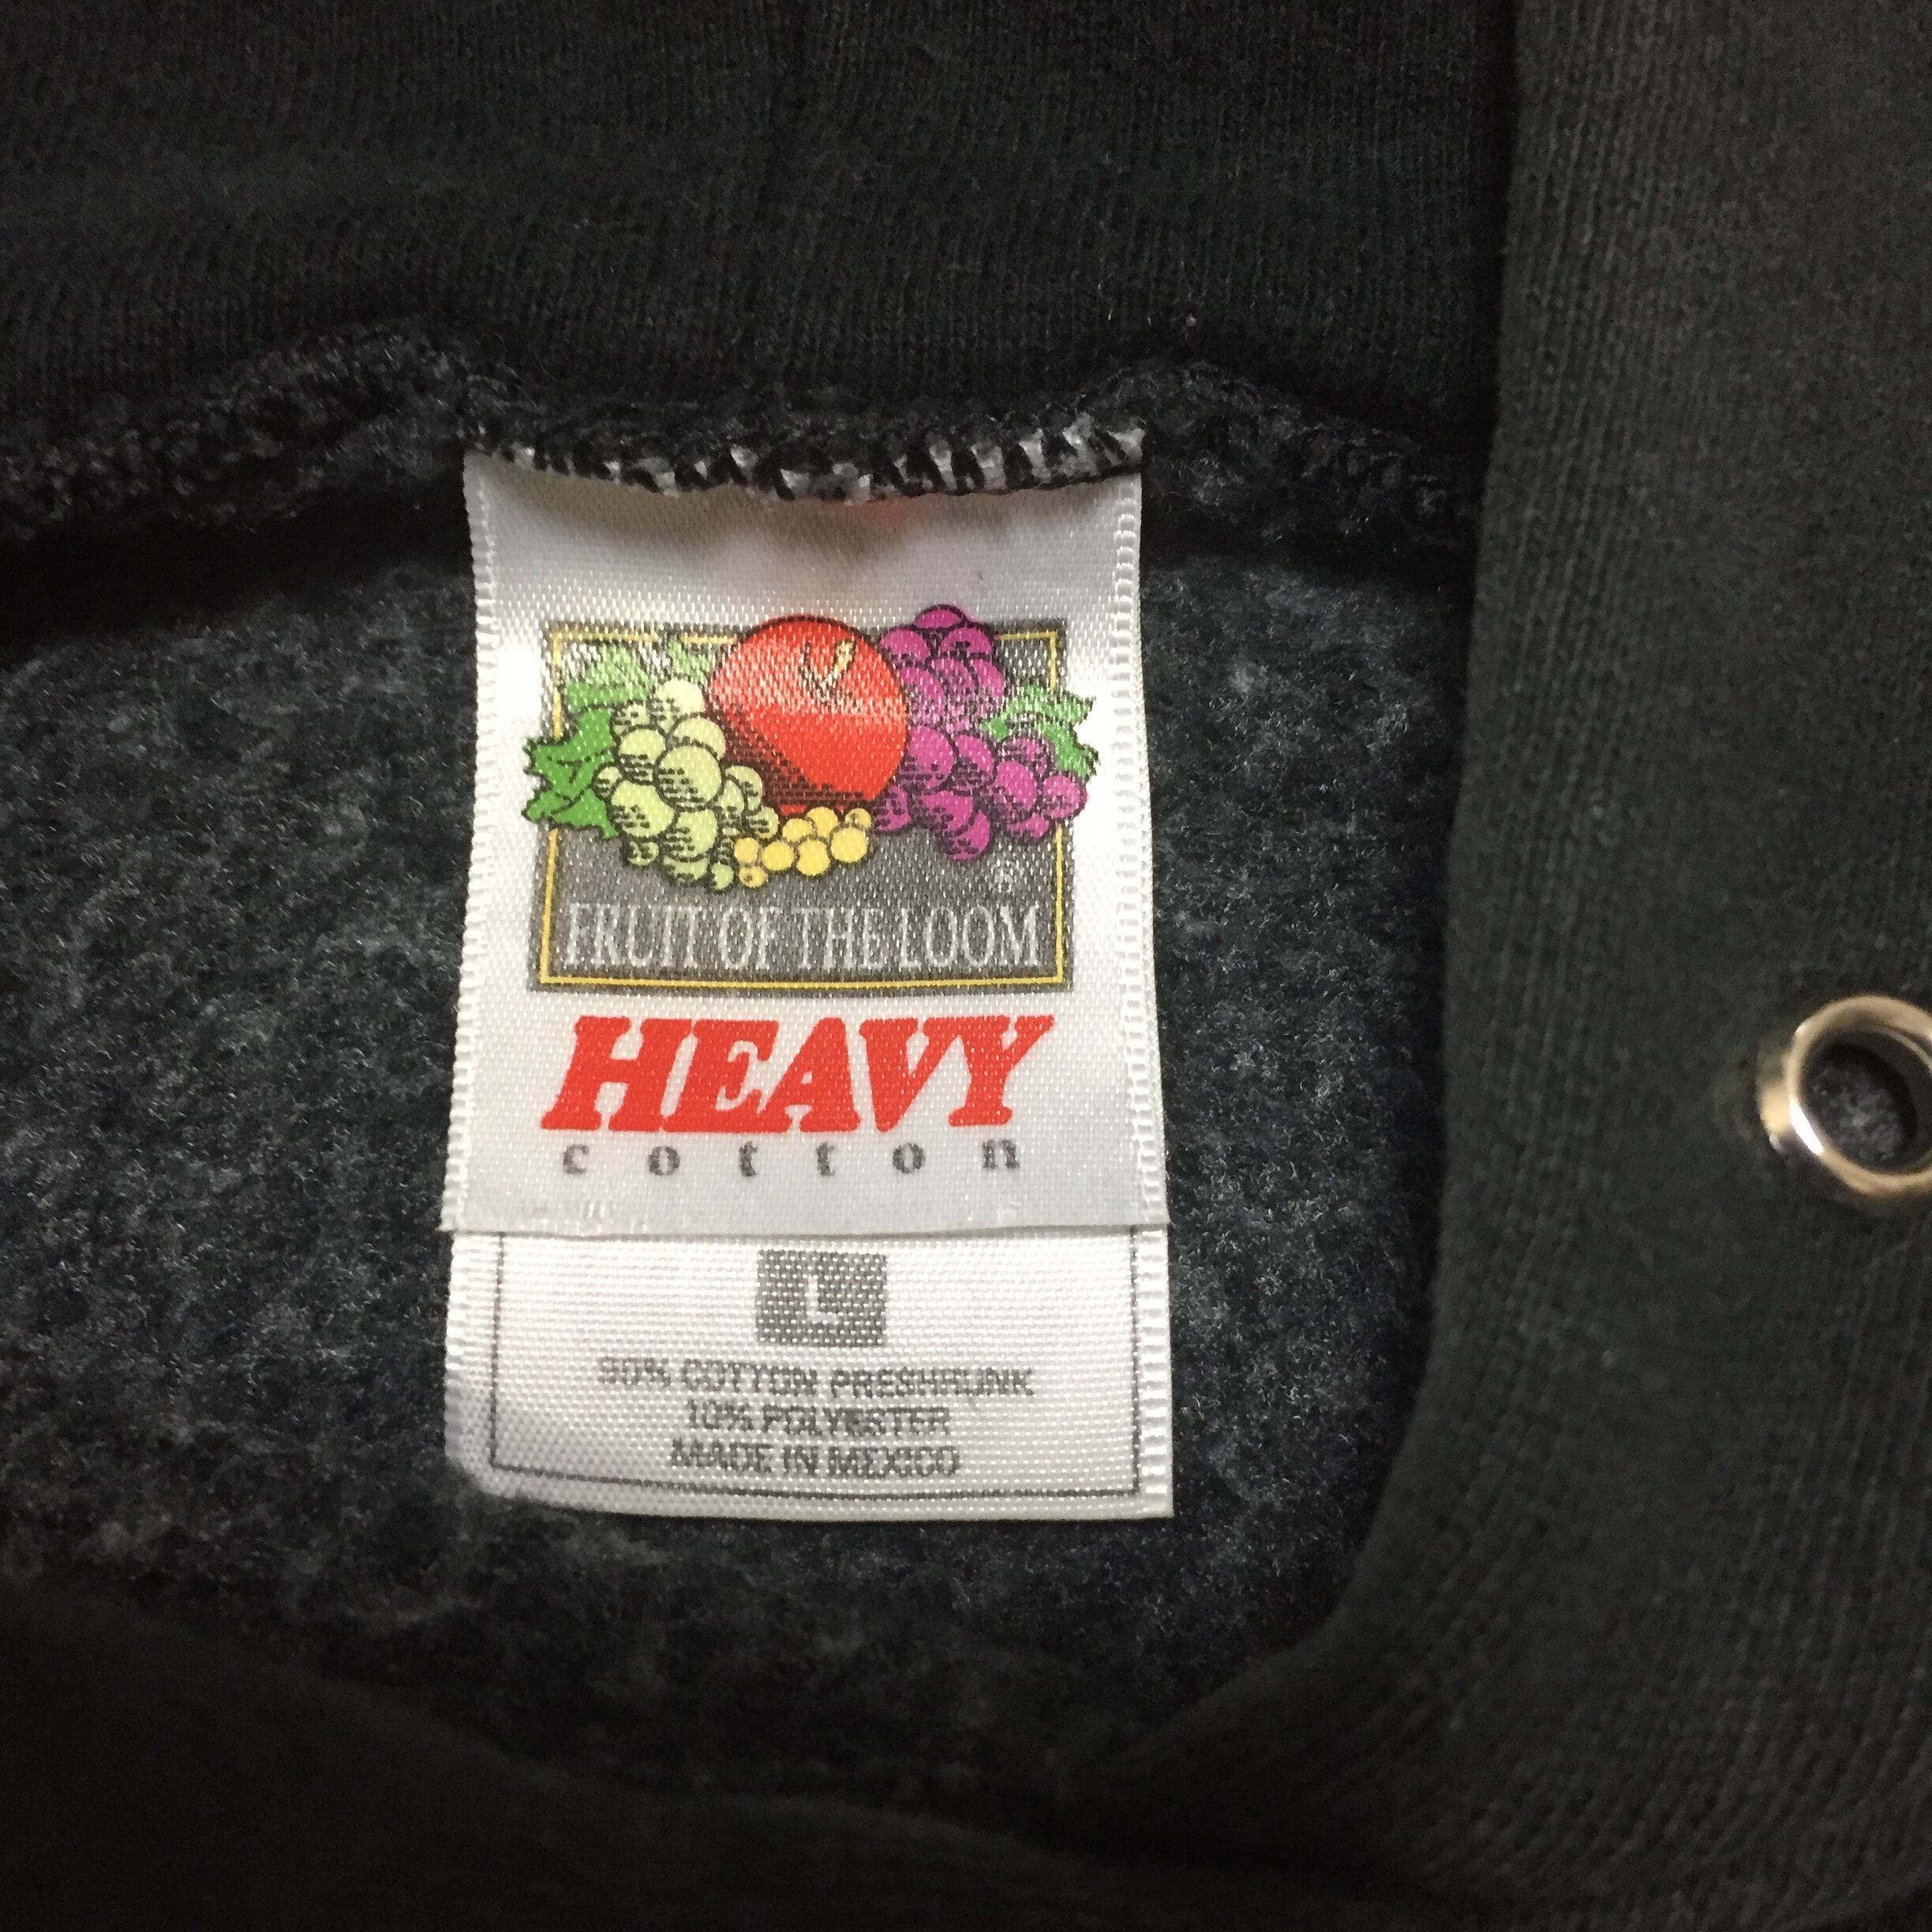 ®
FRUIT OF THE LOOM
HEAVY
cotton
L
90% COTTON PRESHRUNK
10% POLYESTER
MADE IN MEXICO